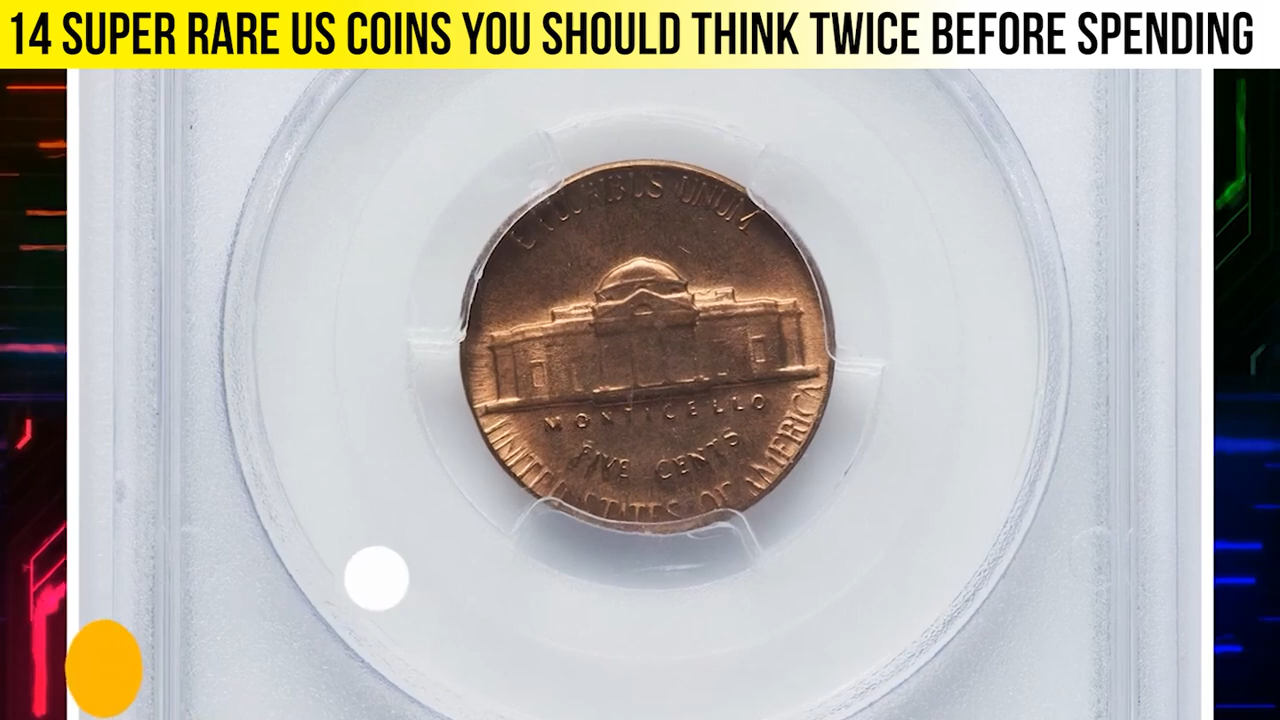 14 SUPER RARE US COINS YOU SHOULD THINK TWICE BEFORE SPENDING
E PLURIBUS UNUM
MONTICELLO
FIVE CENTS
UNITED STATES OF AMERICA